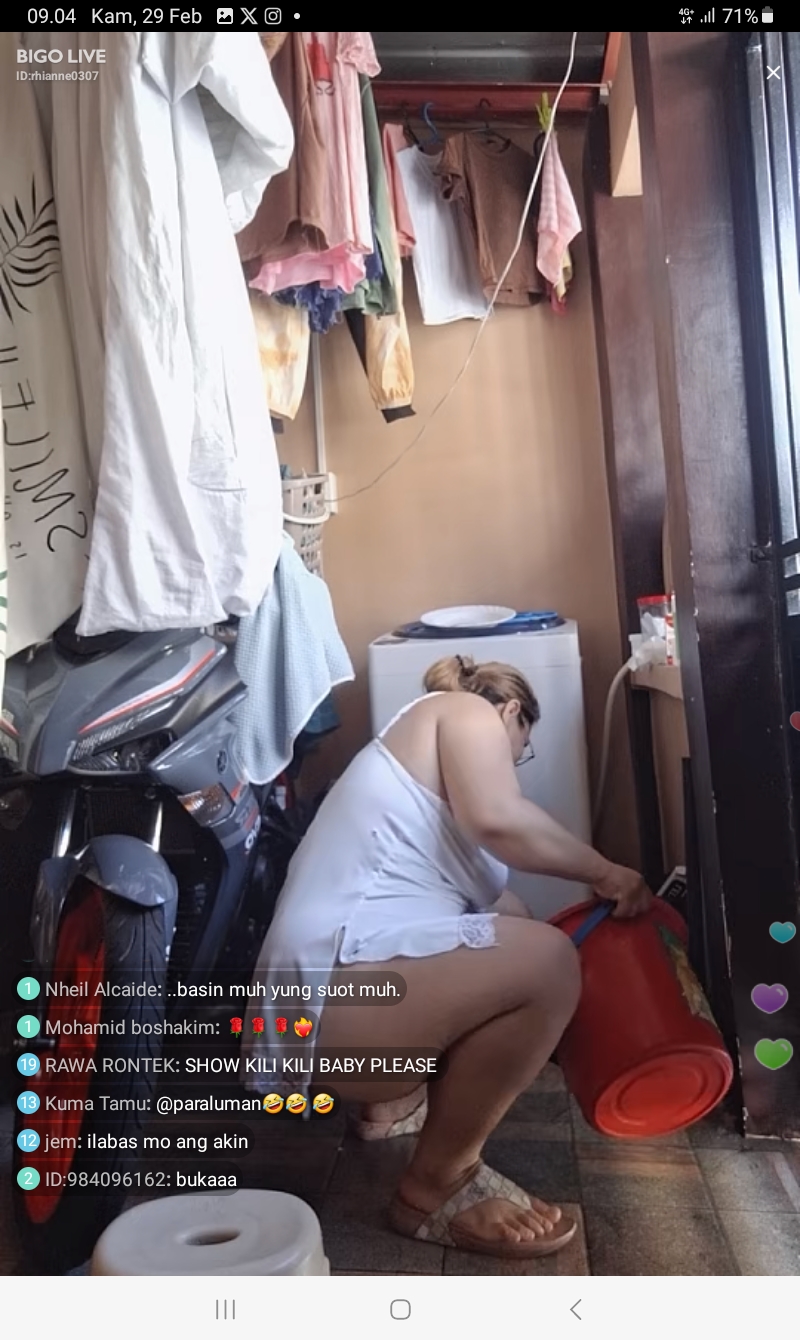 09.04 Kam, 29 Feb 4G+ 71%
BIGO LIVE
ID:rhianne0307
SMILE
1 Nheil Alcaide: ..basin muh yung suot muh.
1 Mohamid boshakim: 🌹🌹🌹❤️‍🔥
19 RAWA RONTEK: SHOW KILI KILI BABY PLEASE
13 Kuma Tamu: @paraluman🤣🤣🤣
12 jem: ilabas mo ang akin
2 ID:984096162: bukaaa